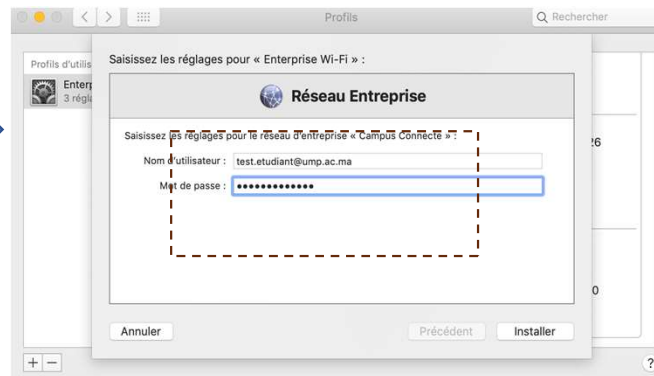 Profils
Rechercher
Profils d'utilis
Saisissez les réglages pour « Enterprise Wi-Fi » :
Enterp
3 régla
Réseau Entreprise
Saisissez les réglages pour le réseau d'entreprise « Campus Connecté » :
26
Nom d'utilisateur :
test.etudiant@ump.ac.ma
Mot de passe :
•••••••••••••
0
Annuler
Précédent
Installer
+ −
?